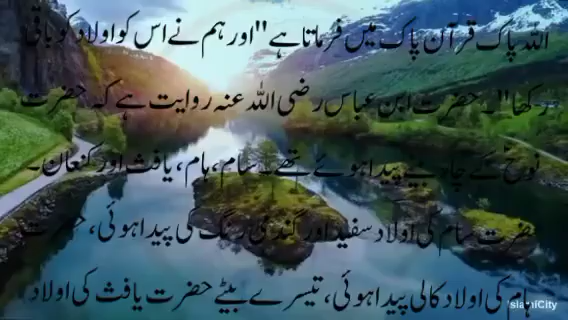 اللہ پاک قرآن پاک میں فرماتا ہے "اور ہم نے اس کو اولاد کو باقی
رکھا"۔ حضرت ابن عباس رضی اللہ عنہ روایت ہے کہ حضرت
نوحؑ کے چار بیٹے پیدا ہوئے تھے۔ سام، ہام، یافث اور کنعان۔
حضرت سام کی اولاد سفید اور گندمی رنگ کی پیدا ہوئی، حضرت
ہام کی اولاد کالی پیدا ہوئی، تیسرے بیٹے حضرت یافث کی اولاد
IslamiCity